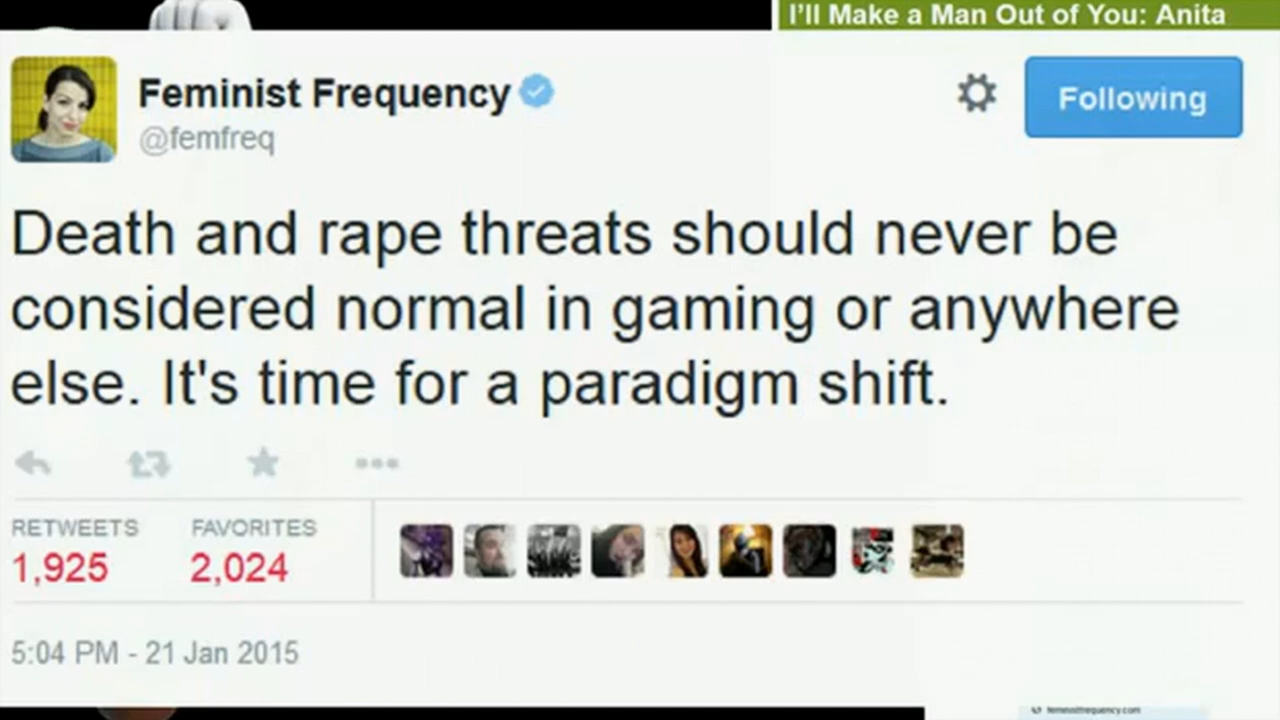 I'll Make a Man Out of You: Anita
Feminist Frequency
@femfreq
Following
Death and rape threats should never be
considered normal in gaming or anywhere
else. It's time for a paradigm shift.
RETWEETS FAVORITES
1,925 2,024
5:04 PM - 21 Jan 2015
feministfrequency.com